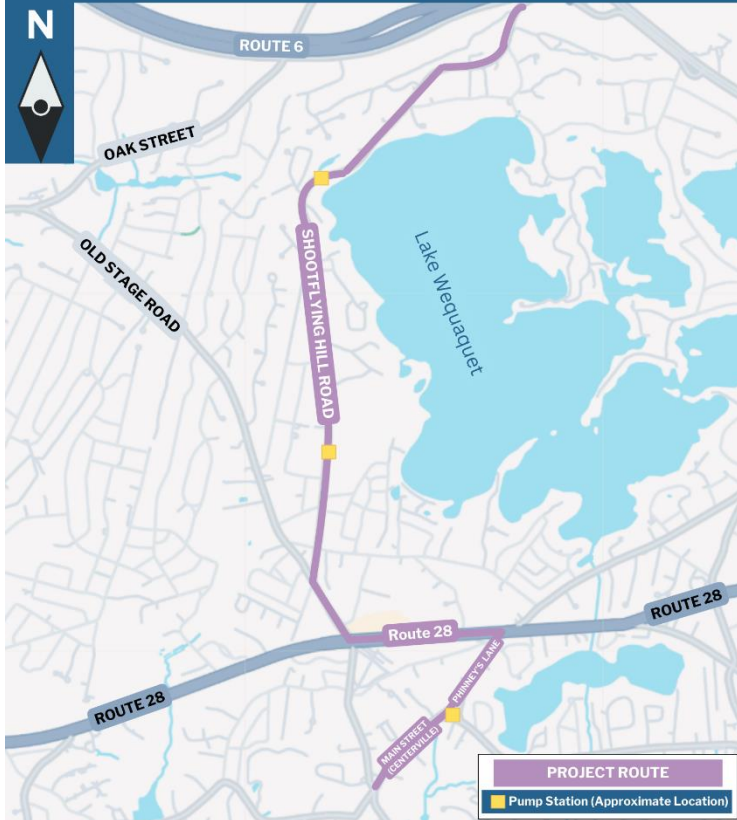 N
ROUTE 6
OAK STREET
OLD STAGE ROAD
SHOOTFLYING HILL ROAD
Lake Wequaquet
ROUTE 28
Route 28
PHINNEY'S LANE
ROUTE 28
MAIN STREET
(CENTERVILLE)
PROJECT ROUTE
Pump Station (Approximate Location)